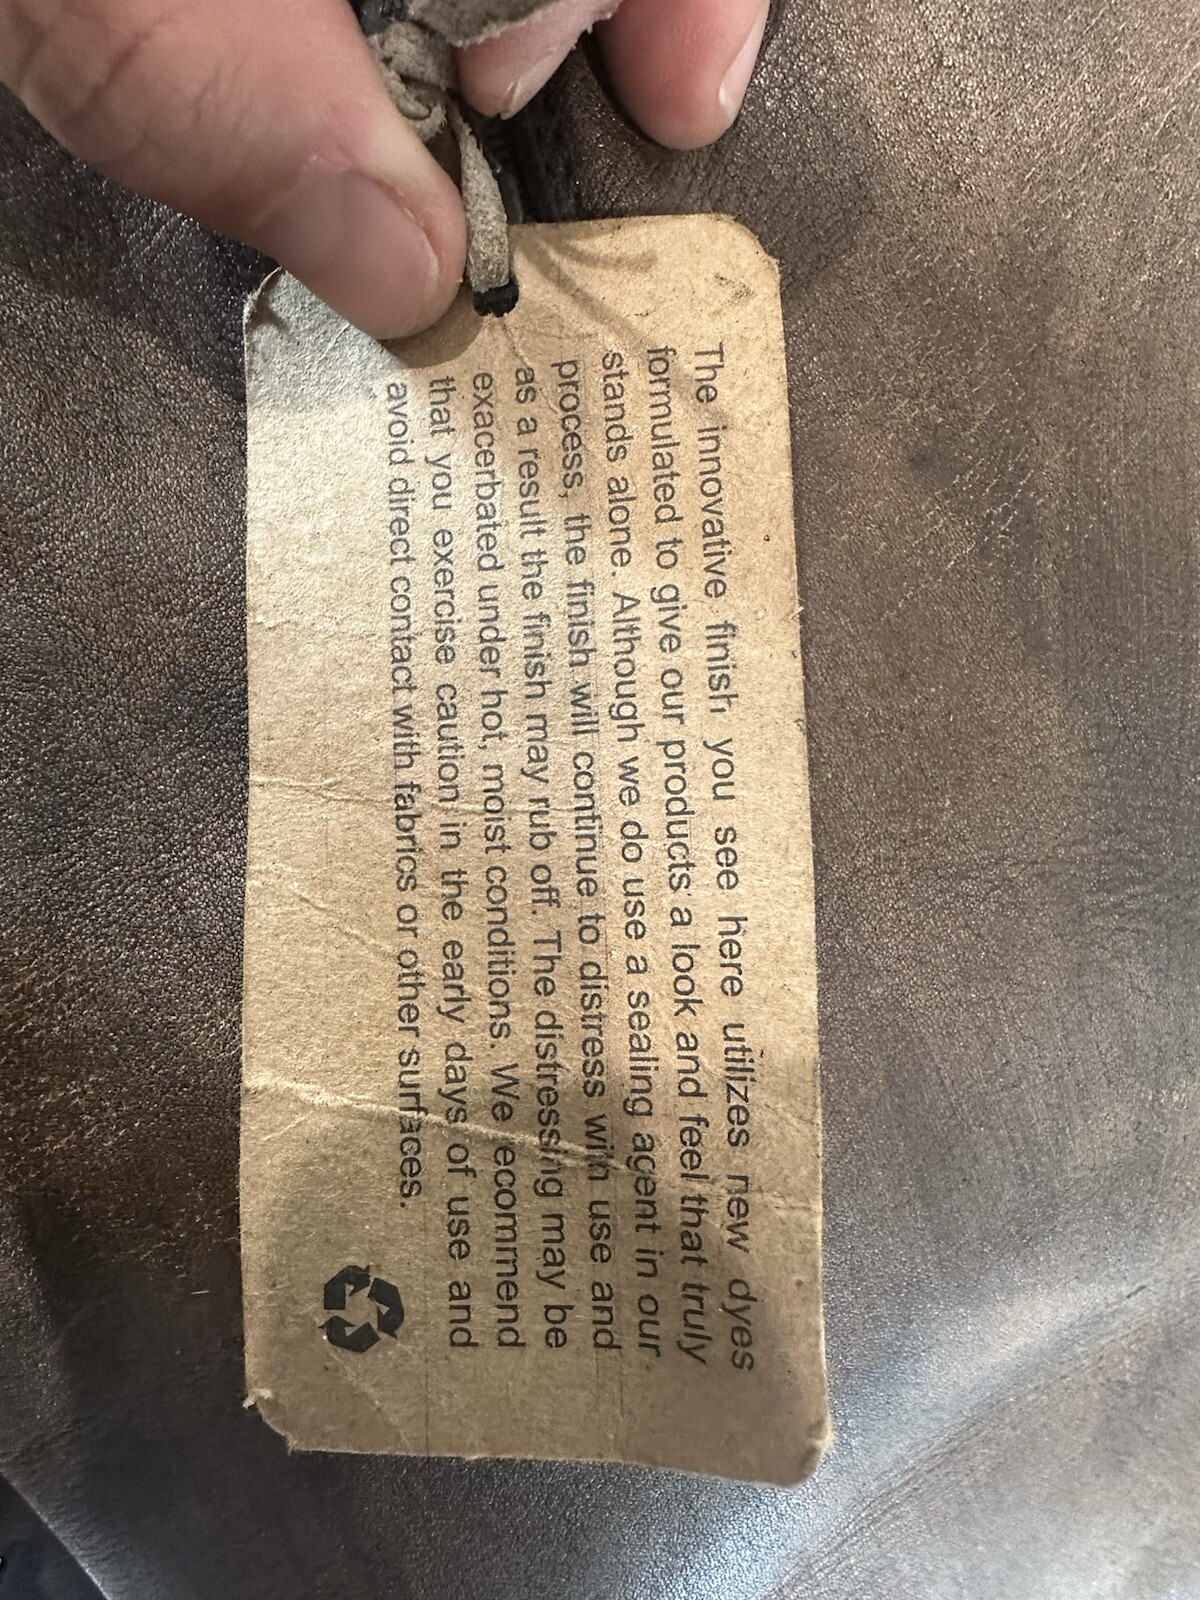 The innovative finish you see here utilizes new dyes
formulated to give our products a look and feel that truly
stands alone. Although we do use a sealing agent in our
process, the finish will continue to distress with use and
as a result the finish may rub off. The distressing may be
exacerbated under hot, moist conditions. We recommend
that you exercise caution in the early days of use and
avoid direct contact with fabrics or other surfaces.